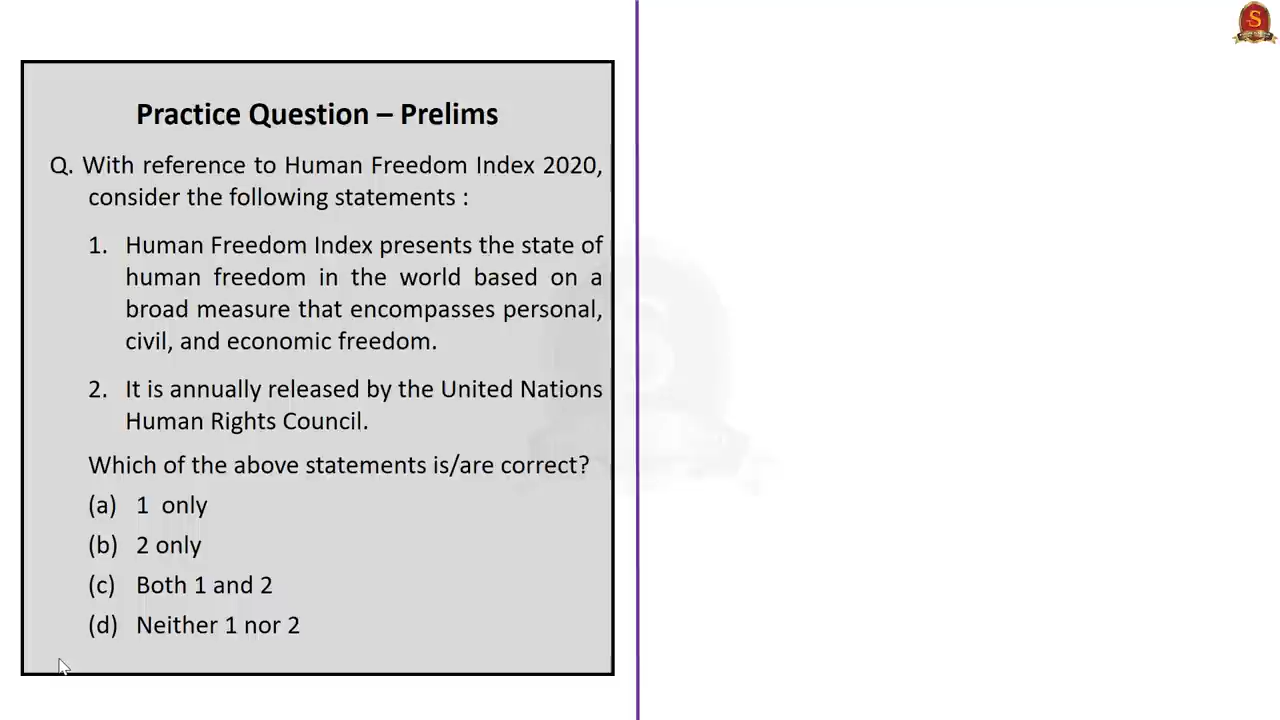 S
Practice Question – Prelims
Q. With reference to Human Freedom Index 2020,
consider the following statements :
1. Human Freedom Index presents the state of
human freedom in the world based on a
broad measure that encompasses personal,
civil, and economic freedom.
2. It is annually released by the United Nations
Human Rights Council.
Which of the above statements is/are correct?
(a) 1 only
(b) 2 only
(c) Both 1 and 2
(d) Neither 1 nor 2